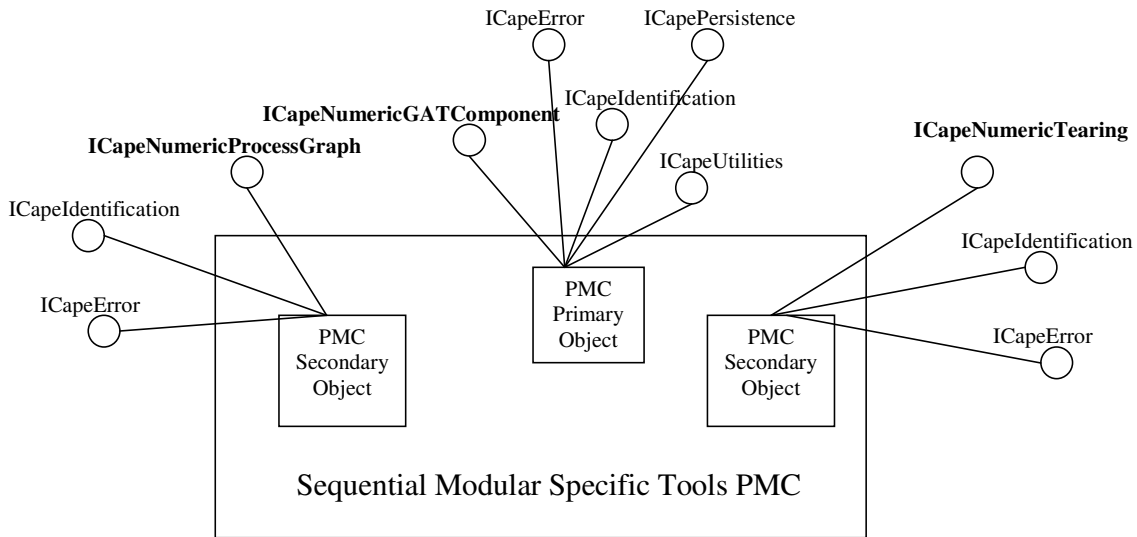 ICapeError
ICapePersistence
ICapeIdentification
ICapeNumericGATComponent
ICapeNumericTearing
ICapeNumericProcessGraph
ICapeUtilities
ICapeIdentification
ICapeIdentification
ICapeError
ICapeError
PMC
Primary
Object
PMC
Secondary
Object
PMC
Secondary
Object
Sequential Modular Specific Tools PMC